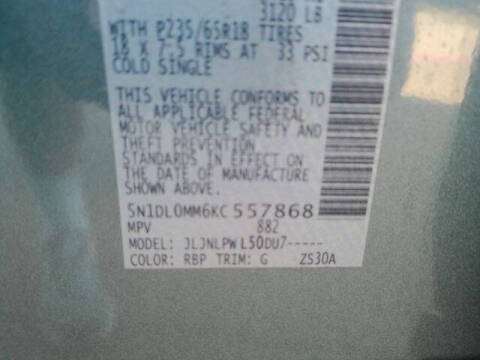 3120 LB
WITH P235/65R18 TIRES
18 X 7.5 RIMS AT 33 PSI
COLD SINGLE
THIS VEHICLE CONFORMS TO
ALL APPLICABLE FEDERAL
MOTOR VEHICLE SAFETY AND
THEFT PREVENTION
STANDARDS IN EFFECT ON
THE DATE OF MANUFACTURE
SHOWN ABOVE.
5N1DL0MM6KC557868
MPV 882
MODEL: JLJNLPW L50DU7-----
COLOR: RBP TRIM: G ZS30A